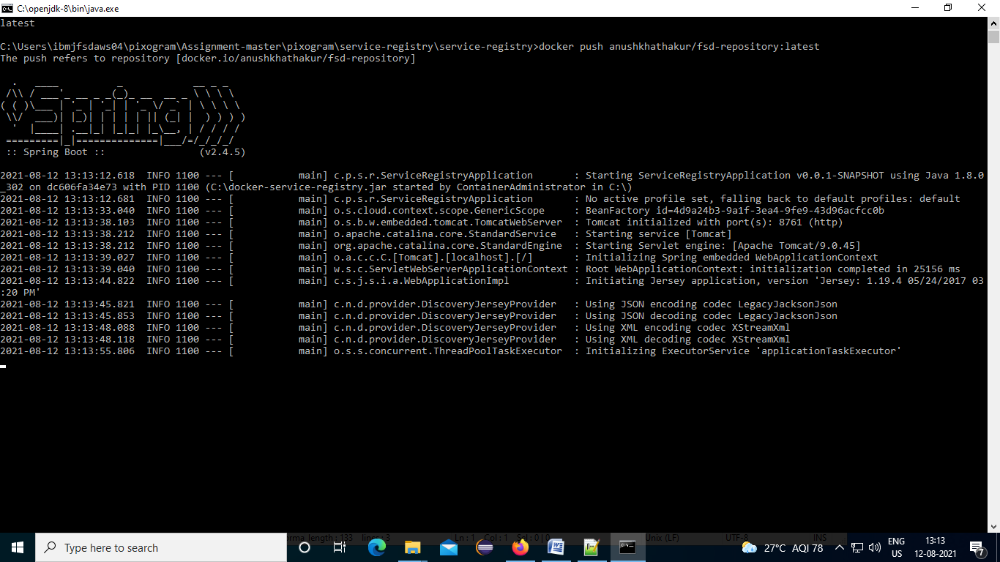 C:\openjdk-8\bin\java.exe
latest
C:\Users\ibmjfsdaws04\pixogram\Assignment-master\pixogram\service-registry\service-registry>docker push anushkhathakur/fsd-repository:latest
The push refers to repository [docker.io/anushkhathakur/fsd-repository]
  .   ____          _            __ _ _
 /\\ / ___'_ __ _ _(_)_ __  __ _ \ \ \ \
( ( )\___ | '_ | '_| | '_ \/ _` | \ \ \ \
 \\/  ___)| |_)| | | | | || (_| |  ) ) ) )
  '  |____| .__|_| |_|_| |_\__, | / / / /
 =========|_|==============|___/=/_/_/_/
 :: Spring Boot ::                (v2.4.5)
2021-08-12 13:13:12.618  INFO 1100 --- [           main] c.p.s.r.ServiceRegistryApplication       : Starting ServiceRegistryApplication v0.0.1-SNAPSHOT using Java 1.8.0
_302 on dc606fa34e73 with PID 1100 (C:\docker-service-registry.jar started by ContainerAdministrator in C:\)
2021-08-12 13:13:12.681  INFO 1100 --- [           main] c.p.s.r.ServiceRegistryApplication       : No active profile set, falling back to default profiles: default
2021-08-12 13:13:33.040  INFO 1100 --- [           main] o.s.cloud.context.scope.GenericScope     : BeanFactory id=4d9a24b3-9a1f-3ea4-9fe9-43d96acfcc0b
2021-08-12 13:13:38.103  INFO 1100 --- [           main] o.s.b.w.embedded.tomcat.TomcatWebServer  : Tomcat initialized with port(s): 8761 (http)
2021-08-12 13:13:38.212  INFO 1100 --- [           main] o.apache.catalina.core.StandardService   : Starting service [Tomcat]
2021-08-12 13:13:38.212  INFO 1100 --- [           main] org.apache.catalina.core.StandardEngine  : Starting Servlet engine: [Apache Tomcat/9.0.45]
2021-08-12 13:13:39.027  INFO 1100 --- [           main] o.a.c.c.C.[Tomcat].[localhost].[/]       : Initializing Spring embedded WebApplicationContext
2021-08-12 13:13:39.040  INFO 1100 --- [           main] w.s.c.ServletWebServerApplicationContext : Root WebApplicationContext: initialization completed in 25156 ms
2021-08-12 13:13:44.822  INFO 1100 --- [           main] c.s.j.s.i.a.WebApplicationImpl           : Initiating Jersey application, version 'Jersey: 1.19.4 05/24/2017 03
:20 PM'
2021-08-12 13:13:45.821  INFO 1100 --- [           main] c.n.d.provider.DiscoveryJerseyProvider   : Using JSON encoding codec LegacyJacksonJson
2021-08-12 13:13:45.853  INFO 1100 --- [           main] c.n.d.provider.DiscoveryJerseyProvider   : Using JSON decoding codec LegacyJacksonJson
2021-08-12 13:13:48.088  INFO 1100 --- [           main] c.n.d.provider.DiscoveryJerseyProvider   : Using XML encoding codec XStreamXml
2021-08-12 13:13:48.118  INFO 1100 --- [           main] c.n.d.provider.DiscoveryJerseyProvider   : Using XML decoding codec XStreamXml
2021-08-12 13:13:55.806  INFO 1100 --- [           main] o.s.s.concurrent.ThreadPoolTaskExecutor  : Initializing ExecutorService 'applicationTaskExecutor'
length : 133 lines : 3 Ln : 1 Col : 1 Sel : 0 | 0 Unix (LF) UTF-8 INS
Type here to search
27°C AQI 78
ENG
US
13:13
12-08-2021
7